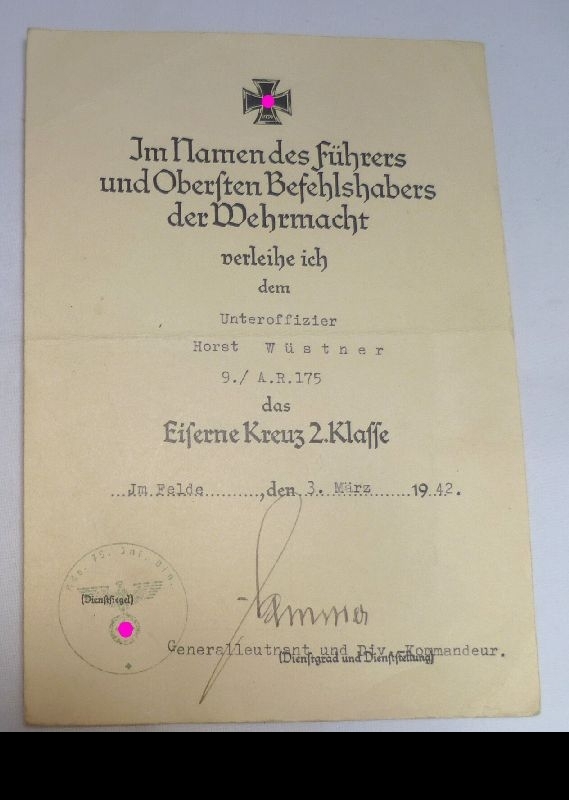 Im Namen des Führers
und Obersten Befehlshabers
der Wehrmacht
verleihe ich
dem
Unteroffizier
Horst Wüstner
9./ A.R.175
das
Eiserne Kreuz 2.Klasse
Jm Felde, den 3. März 1942.
(Dienstsiegel)
Generalleutnant und Div. Kommandeur.
(Dienstgrad und Dienststellung)